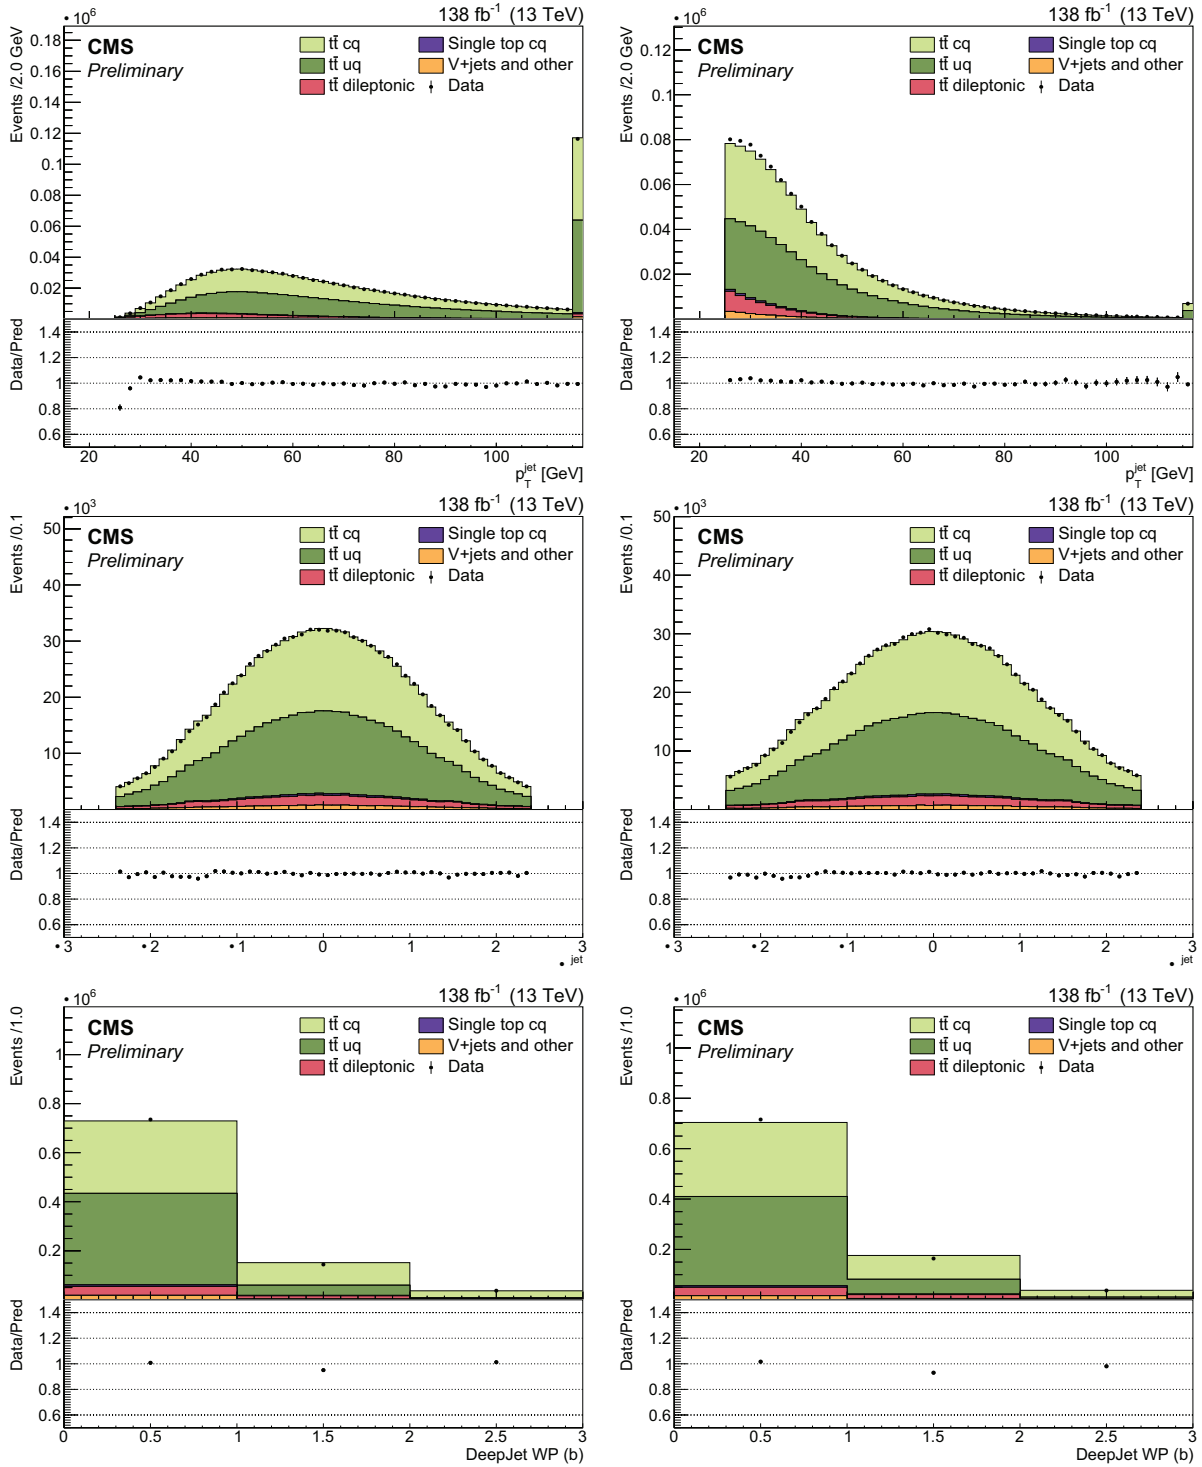 • 10⁶ 138 fb⁻¹ (13 TeV)
CMS
Preliminary
tt̄ cq Single top cq
tt̄ uq V+jets and other
tt̄ dileptonic Data
Events /2.0 GeV
0.18
0.16
0.14
0.12
0.1
0.08
0.06
0.04
0.02
Data/Pred
1.4
1.2
1
0.8
0.6
20 40 60 80 100
p_T^jet [GeV]
• 10⁶ 138 fb⁻¹ (13 TeV)
CMS
Preliminary
tt̄ cq Single top cq
tt̄ uq V+jets and other
tt̄ dileptonic Data
Events /2.0 GeV
0.12
0.1
0.08
0.06
0.04
0.02
Data/Pred
1.4
1.2
1
0.8
0.6
20 40 60 80 100
p_T^jet [GeV]
• 10³ 138 fb⁻¹ (13 TeV)
CMS
Preliminary
tt̄ cq Single top cq
tt̄ uq V+jets and other
tt̄ dileptonic Data
Events /0.1
50
40
30
20
10
Data/Pred
1.4
1.2
1
0.8
0.6
•3 •2 •1 0 1 2 3
• jet
• 10³ 138 fb⁻¹ (13 TeV)
CMS
Preliminary
tt̄ cq Single top cq
tt̄ uq V+jets and other
tt̄ dileptonic Data
Events /0.1
50
40
30
20
10
Data/Pred
1.4
1.2
1
0.8
0.6
•3 •2 •1 0 1 2 3
• jet
• 10⁶ 138 fb⁻¹ (13 TeV)
CMS
Preliminary
tt̄ cq Single top cq
tt̄ uq V+jets and other
tt̄ dileptonic Data
Events /1.0
1
0.8
0.6
0.4
0.2
Data/Pred
1.4
1.2
1
0.8
0.6
0 0.5 1 1.5 2 2.5 3
DeepJet WP (b)
• 10⁶ 138 fb⁻¹ (13 TeV)
CMS
Preliminary
tt̄ cq Single top cq
tt̄ uq V+jets and other
tt̄ dileptonic Data
Events /1.0
1
0.8
0.6
0.4
0.2
Data/Pred
1.4
1.2
1
0.8
0.6
0 0.5 1 1.5 2 2.5 3
DeepJet WP (b)